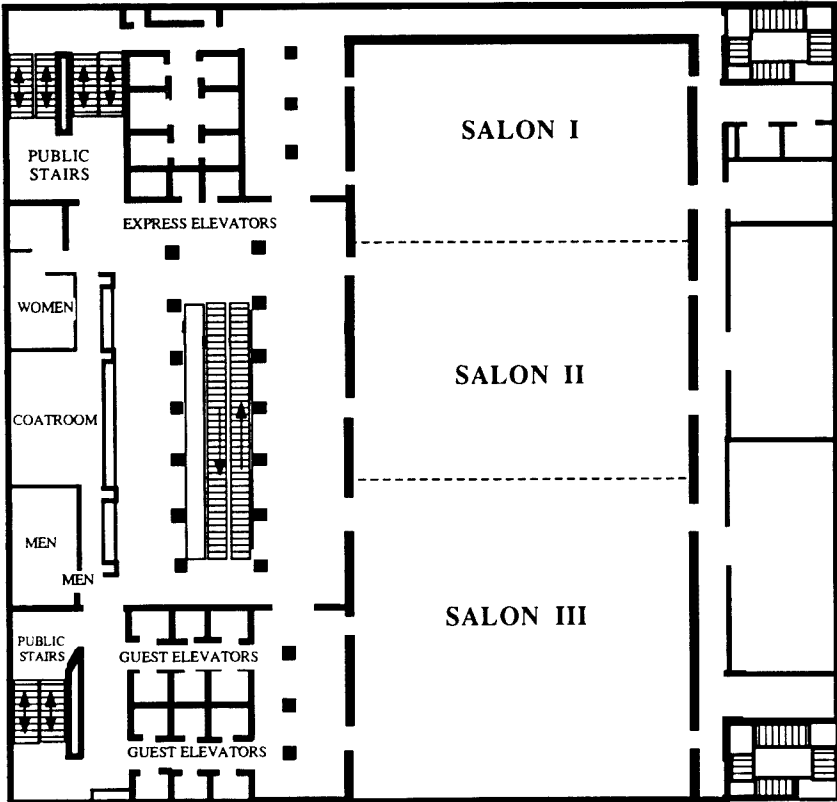 SALON I
PUBLIC
STAIRS
EXPRESS ELEVATORS
WOMEN
SALON II
COATROOM
MEN
MEN
SALON III
PUBLIC
STAIRS
GUEST ELEVATORS
GUEST ELEVATORS